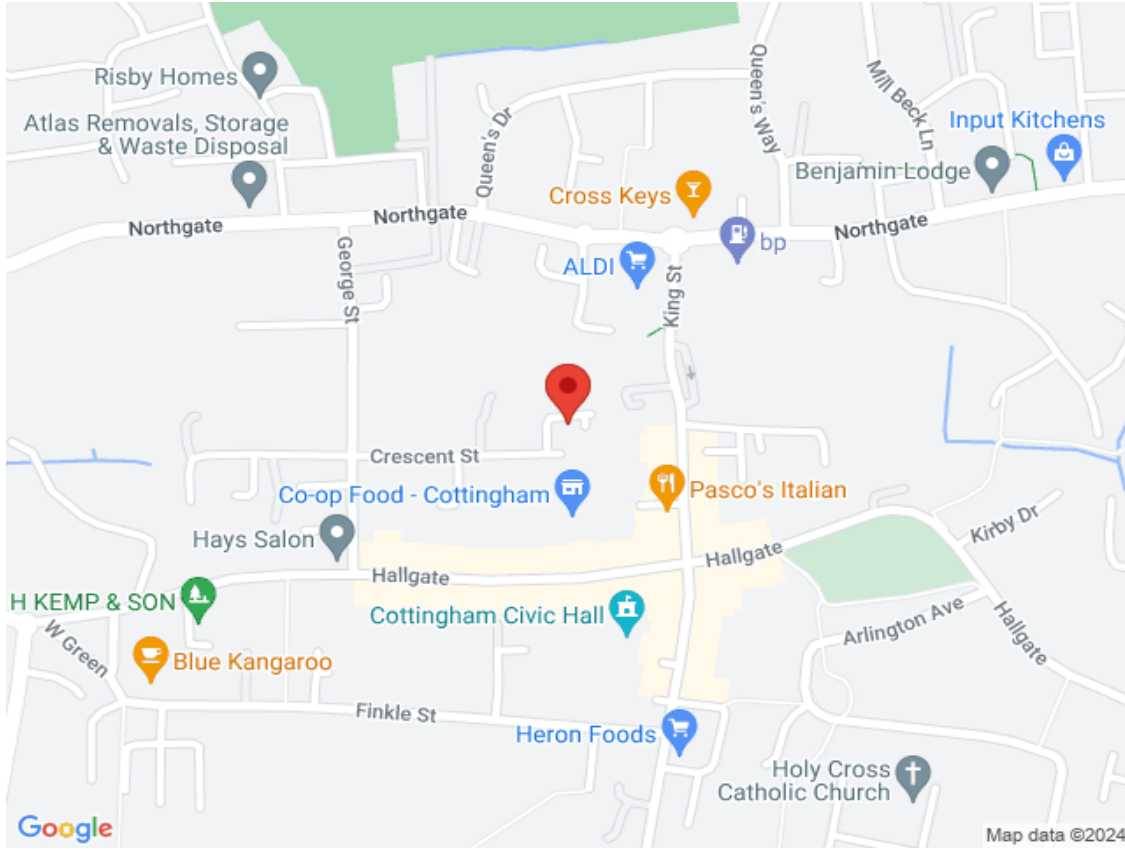 Risby Homes
Atlas Removals, Storage
& Waste Disposal
Queen's Dr
Queen's Way
Mill Beck Ln
Input Kitchens
Benjamin Lodge
Cross Keys
Northgate
Northgate
Northgate
bp
ALDI
George St
King St
Crescent St
Co-op Food - Cottingham
Pasco's Italian
Hays Salon
Kirby Dr
Hallgate
Hallgate
H KEMP & SON
Cottingham Civic Hall
Arlington Ave
Hallgate
W Green
Blue Kangaroo
Finkle St
Heron Foods
Holy Cross
Catholic Church
Google
Map data ©2024